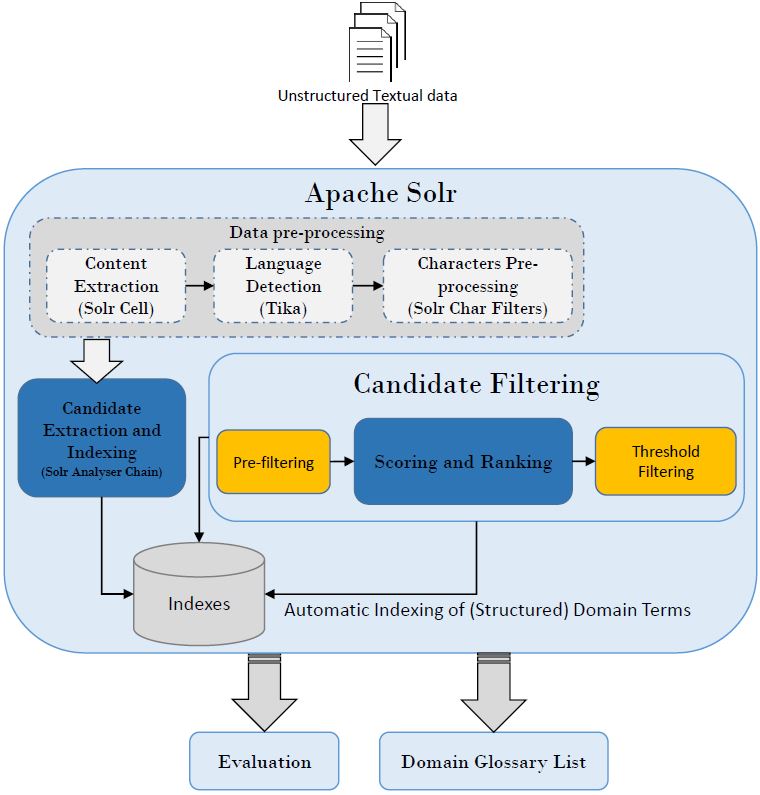 Unstructured Textual data
Apache Solr
Data pre-processing
Content
Extraction
(Solr Cell)
Language
Detection
(Tika)
Characters Pre-
processing
(Solr Char Filters)
Candidate
Extraction and
Indexing
(Solr Analyser Chain)
Candidate Filtering
Pre-filtering
Scoring and Ranking
Threshold
Filtering
Indexes
Automatic Indexing of (Structured) Domain Terms
Evaluation
Domain Glossary List